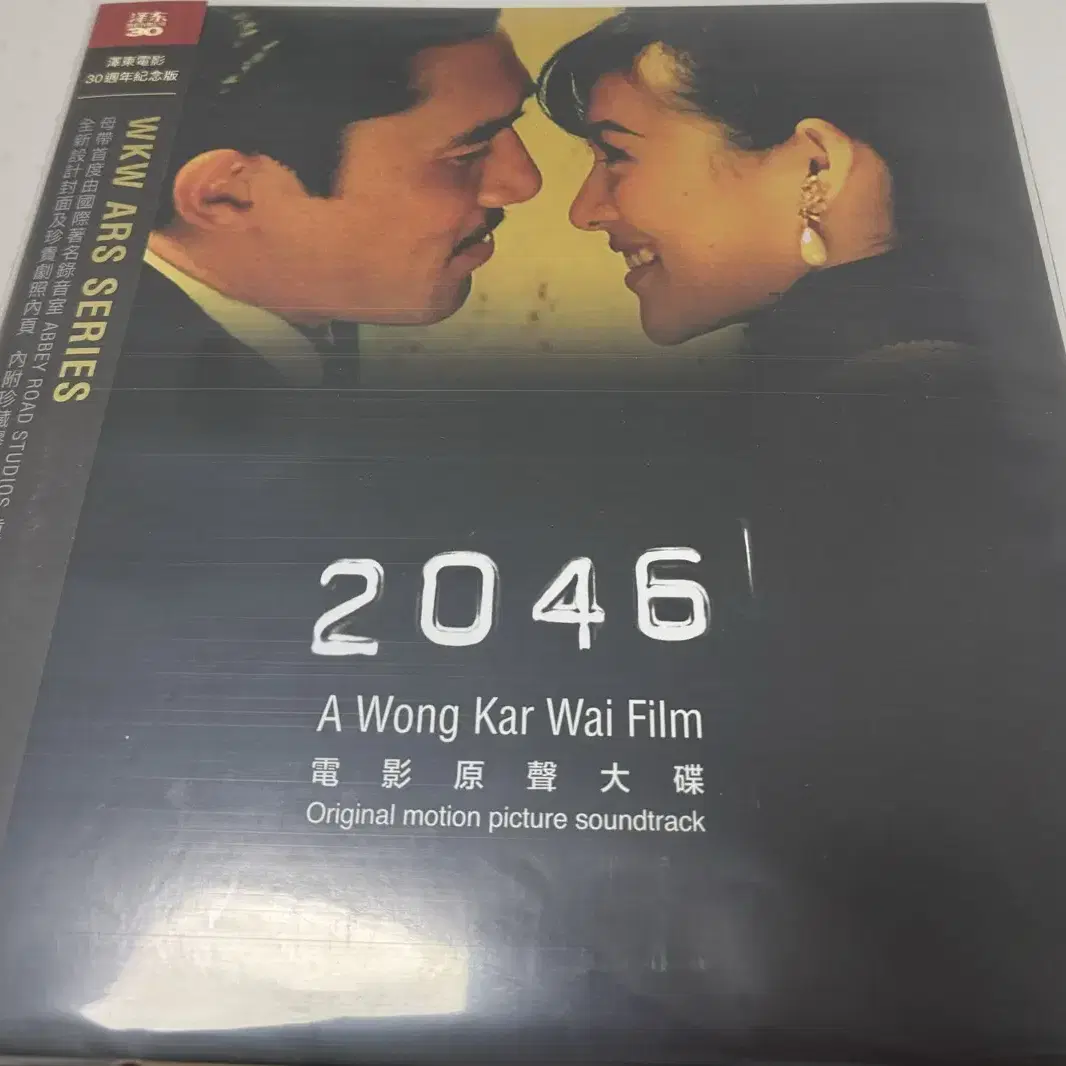 泽东
30
澤東電影
30週年紀念版
WKW ARS SERIES
母帶首度由國際著名錄音室 ABBEY ROAD STUDIOS
全新設計封面及珍貴劇照內頁 內附珍藏
2046
A Wong Kar Wai Film
電影原聲大碟
Original motion picture soundtrack